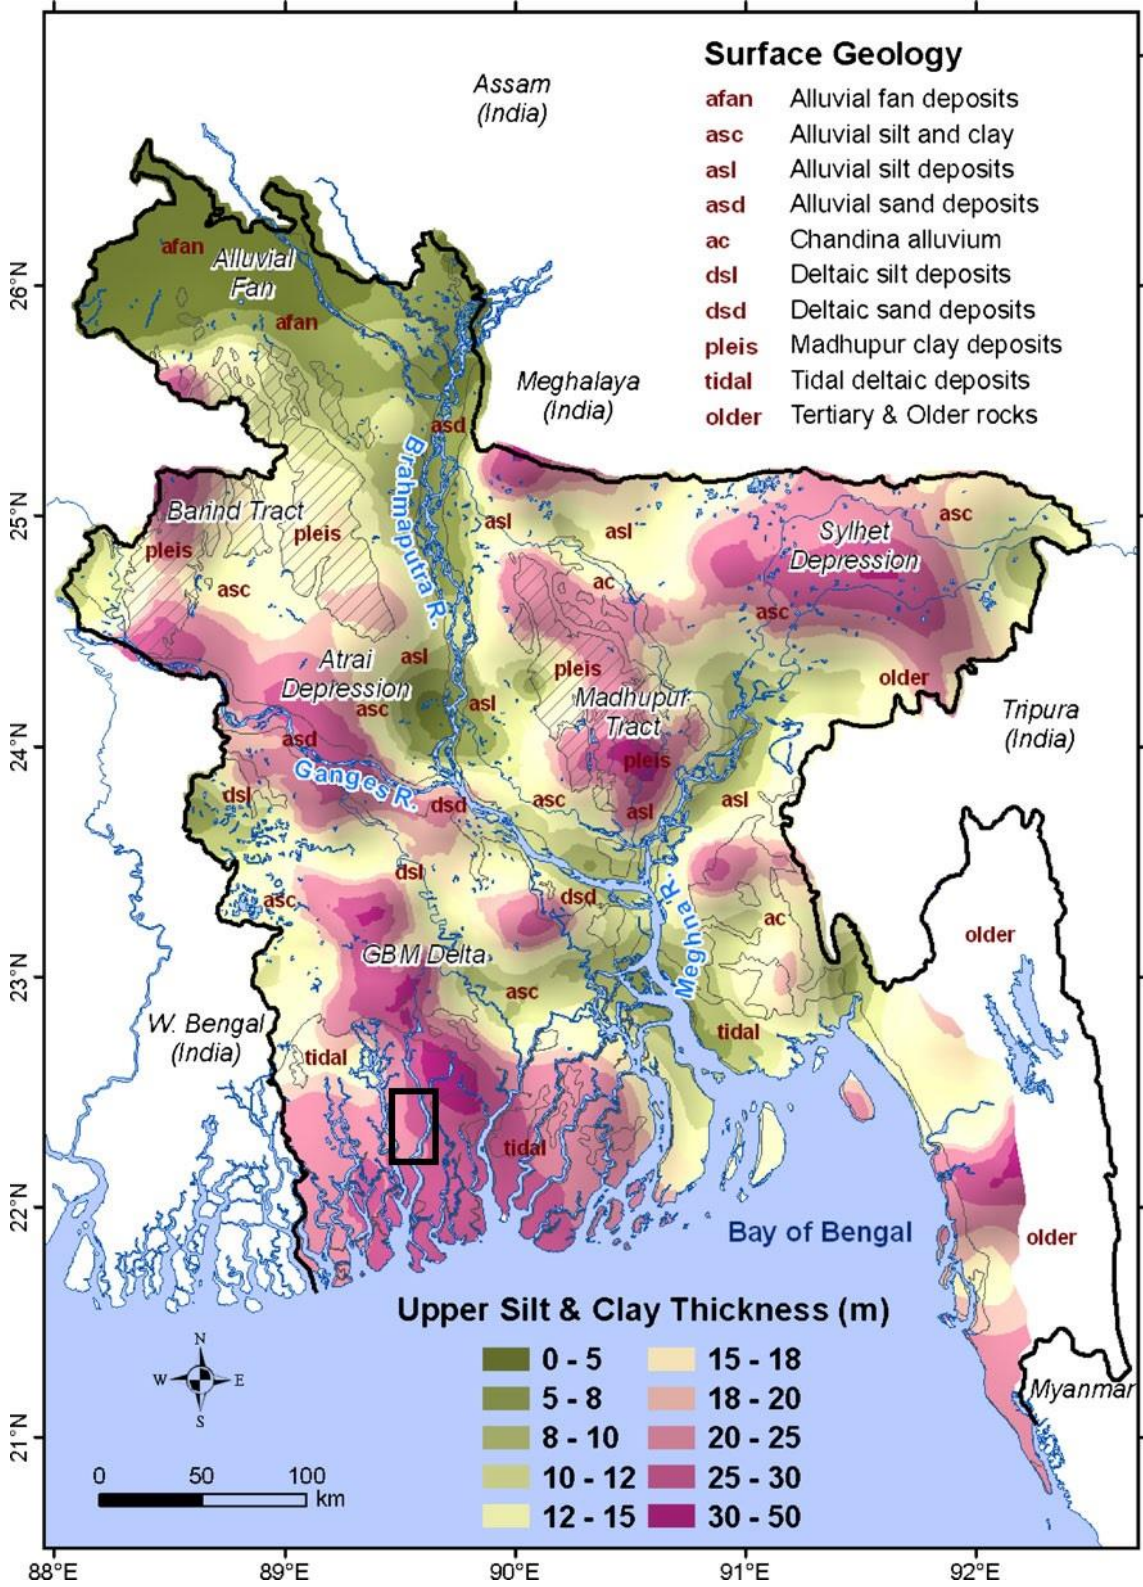 Surface Geology
afan Alluvial fan deposits
asc Alluvial silt and clay
asl Alluvial silt deposits
asd Alluvial sand deposits
ac Chandina alluvium
dsl Deltaic silt deposits
dsd Deltaic sand deposits
pleis Madhupur clay deposits
tidal Tidal deltaic deposits
older Tertiary & Older rocks
Assam
(India)
afan
Alluvial
Fan
afan
26°N
Meghalaya
(India)
asd
Brahmaputra R.
25°N
Barind Tract
pleis
pleis
asc
asl
asl
asc
Sylhet
Depression
ac
asc
Atrai
Depression
asl
asc
asl
pleis
Madhupur
Tract
older
Tripura
(India)
24°N
asd
pleis
Ganges R.
dsl
dsd
asc
asl
asl
dsl
asc
dsd
ac
older
Meghna R.
GBM Delta
23°N
asc
W. Bengal
(India)
tidal
tidal
tidal
22°N
Bay of Bengal
older
Upper Silt & Clay Thickness (m)
0 - 5
5 - 8
8 - 10
10 - 12
12 - 15
15 - 18
18 - 20
20 - 25
25 - 30
30 - 50
Myanmar
N
W E
S
21°N
0 50 100
km
88°E 89°E 90°E 91°E 92°E